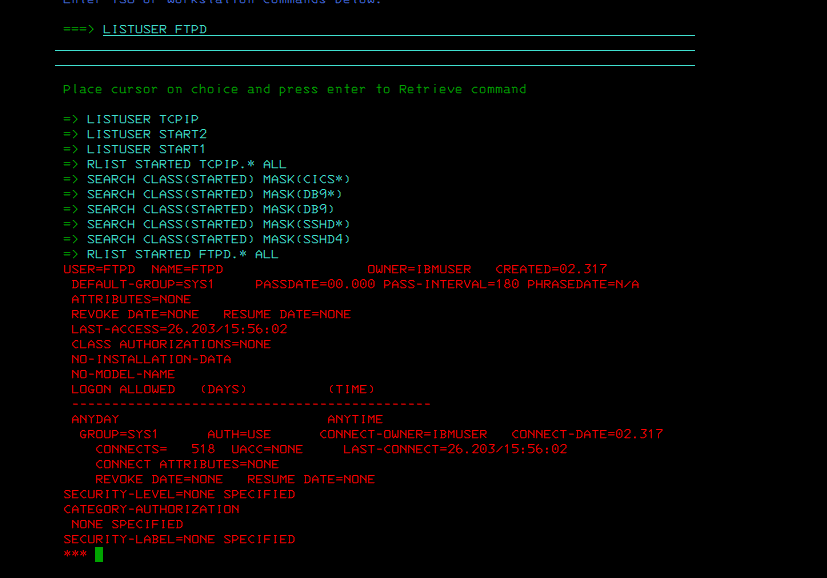 Enter TSO or Workstation commands below:
===> LISTUSER FTPD
Place cursor on choice and press enter to Retrieve command
=> LISTUSER TCPIP
=> LISTUSER START2
=> LISTUSER START1
=> RLIST STARTED TCPIP.* ALL
=> SEARCH CLASS(STARTED) MASK(CICS*)
=> SEARCH CLASS(STARTED) MASK(DB9*)
=> SEARCH CLASS(STARTED) MASK(DB9)
=> SEARCH CLASS(STARTED) MASK(SSHD*)
=> SEARCH CLASS(STARTED) MASK(SSHD4)
=> RLIST STARTED FTPD.* ALL
USER=FTPD NAME=FTPD OWNER=IBMUSER CREATED=02.317
DEFAULT-GROUP=SYS1 PASSDATE=00.000 PASS-INTERVAL=180 PHRASEDATE=N/A
ATTRIBUTES=NONE
REVOKE DATE=NONE RESUME DATE=NONE
LAST-ACCESS=26.203/15:56:02
CLASS AUTHORIZATIONS=NONE
NO-INSTALLATION-DATA
NO-MODEL-NAME
LOGON ALLOWED (DAYS) (TIME)
---------------------------------------------
ANYDAY ANYTIME
GROUP=SYS1 AUTH=USE CONNECT-OWNER=IBMUSER CONNECT-DATE=02.317
CONNECTS= 518 UACC=NONE LAST-CONNECT=26.203/15:56:02
CONNECT ATTRIBUTES=NONE
REVOKE DATE=NONE RESUME DATE=NONE
SECURITY-LEVEL=NONE SPECIFIED
CATEGORY-AUTHORIZATION
NONE SPECIFIED
SECURITY-LABEL=NONE SPECIFIED
***